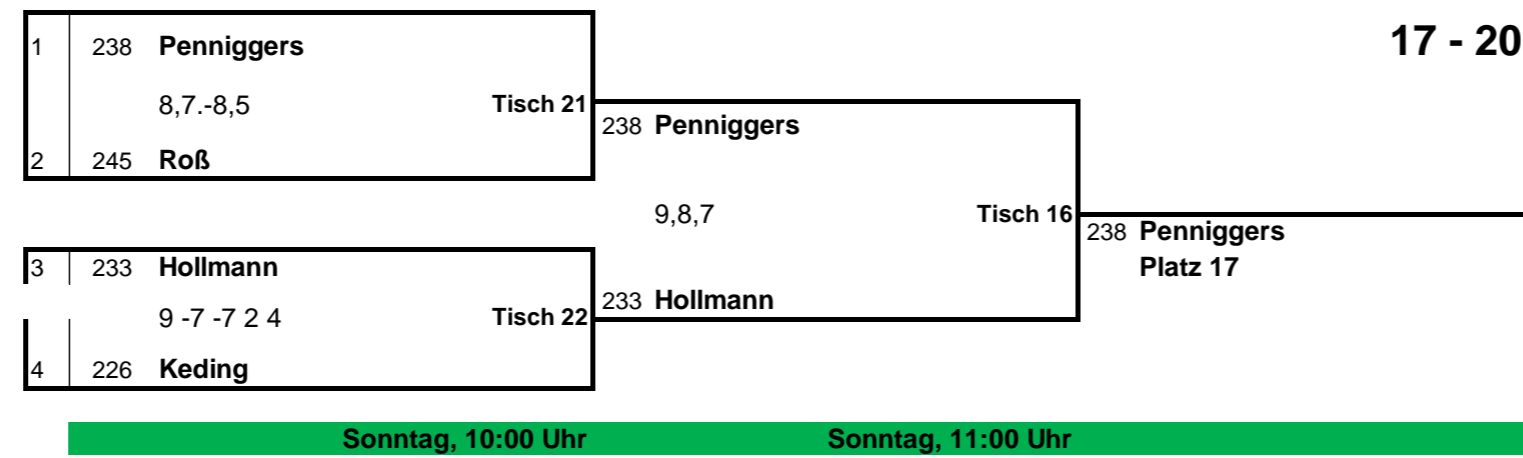 17 - 20
1 238 Penniggers
8,7.-8,5 Tisch 21
238 Penniggers
2 245 Roß
9,8,7 Tisch 16
238 Penniggers
Platz 17
3 233 Hollmann
233 Hollmann
9 -7 -7 2 4 Tisch 22
4 226 Keding
Sonntag, 10:00 Uhr Sonntag, 11:00 Uhr